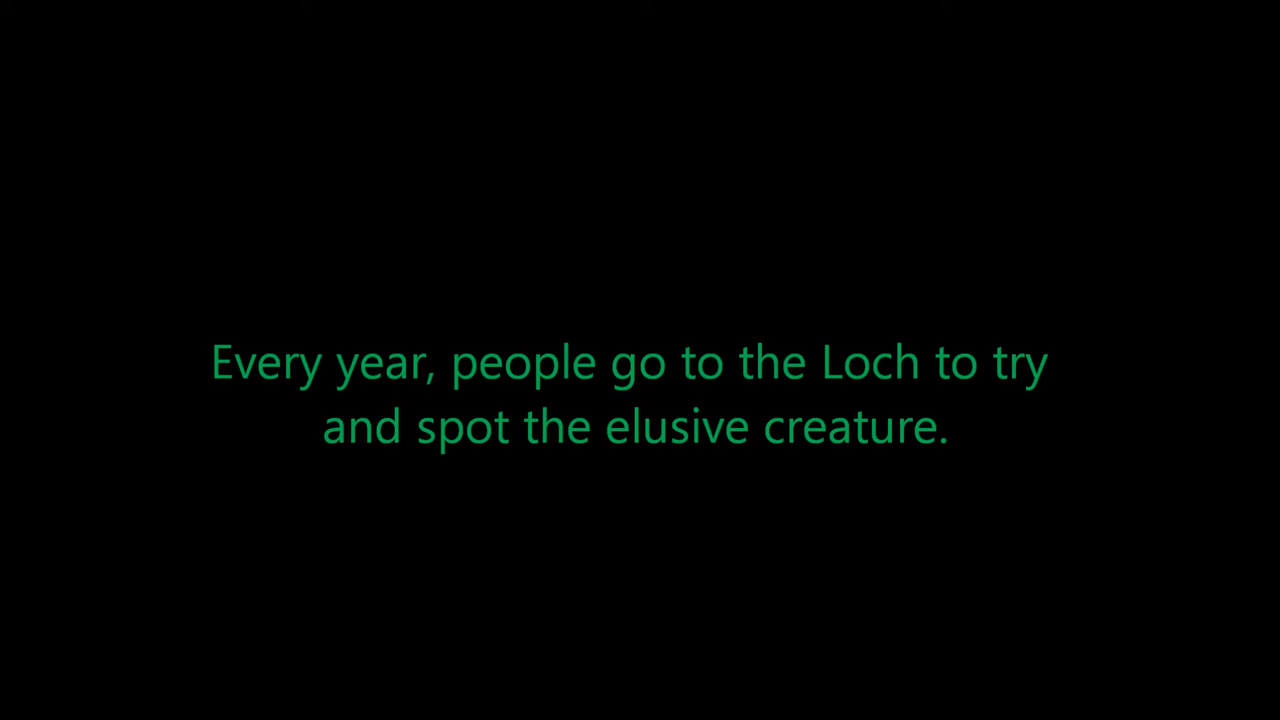 Every year, people go to the Loch to try
and spot the elusive creature.